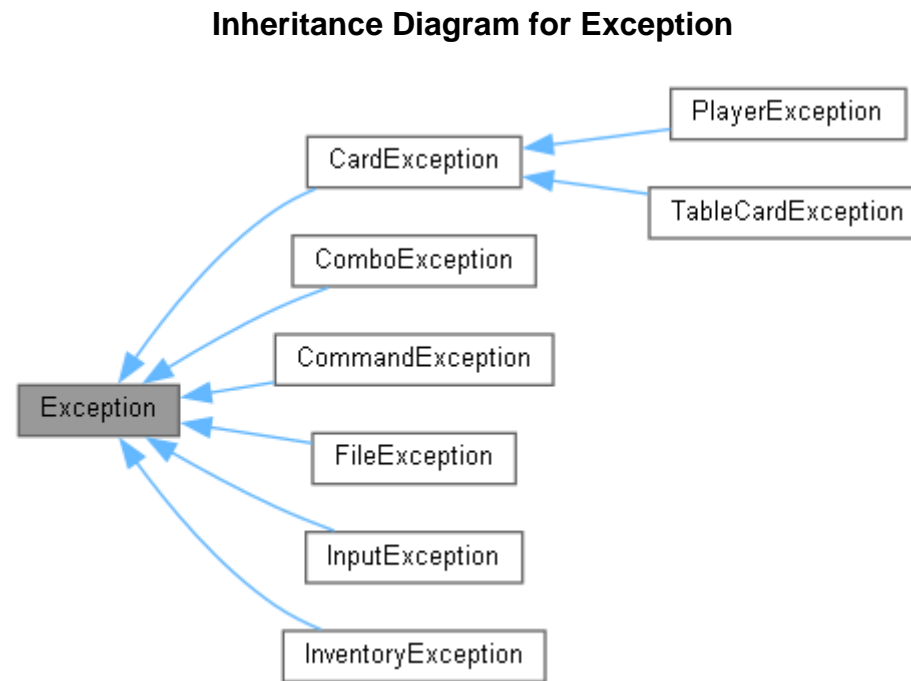 Inheritance Diagram for Exception
PlayerException
CardException
TableCardException
ComboException
CommandException
Exception
FileException
InputException
InventoryException